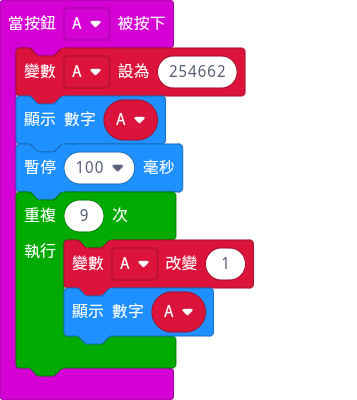 當按鈕 A 被按下
變數 A 設為 254662
顯示 數字 A
暫停 100 毫秒
重複 9 次
執行
變數 A 改變 1
顯示 數字 A